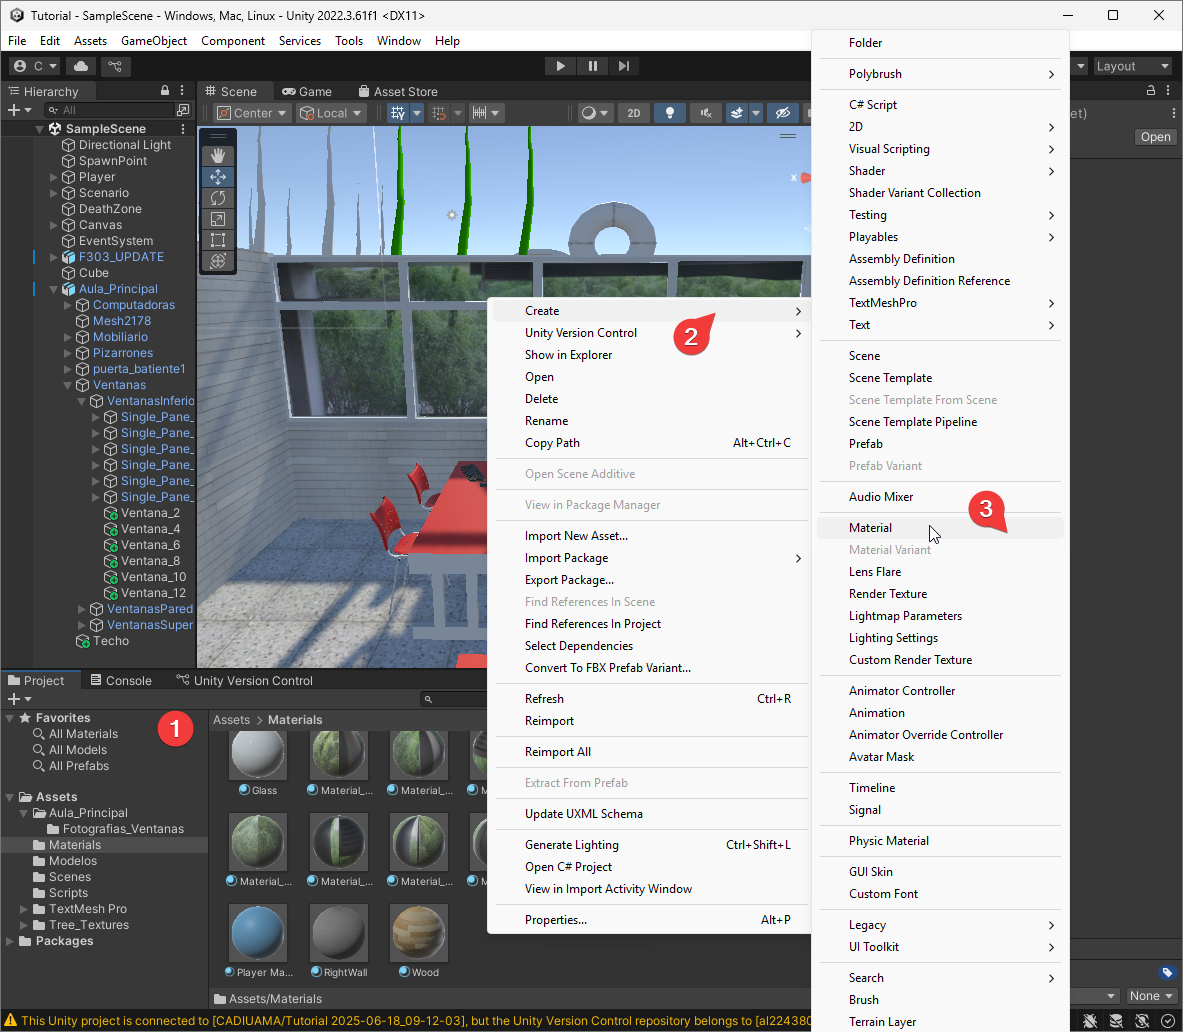 Tutorial - SampleScene - Windows, Mac, Linux - Unity 2022.3.61f1 <DX11>
File Edit Assets GameObject Component Services Tools Window Help
C
Layout
Hierarchy
All
SampleScene
Directional Light
SpawnPoint
Player
Scenario
DeathZone
Canvas
EventSystem
F303_UPDATE
Cube
Aula_Principal
Computadoras
Mesh2178
Mobiliario
Pizarrones
puerta_batiente1
Ventanas
VentanasInferio
Single_Pane_
Single_Pane_
Single_Pane_
Single_Pane_
Single_Pane_
Single_Pane_
Ventana_2
Ventana_4
Ventana_6
Ventana_8
Ventana_10
Ventana_12
VentanasPared
VentanasSuper
Techo
Scene Game Asset Store
Center Local 2D
x
Create
2
Unity Version Control
Show in Explorer
Open
Delete
Rename
Copy Path Alt+Ctrl+C
Open Scene Additive
View in Package Manager
Import New Asset...
Import Package
Export Package...
Find References In Scene
Find References In Project
Select Dependencies
Convert To FBX Prefab Variant...
Refresh Ctrl+R
Reimport
Reimport All
Extract From Prefab
Update UXML Schema
Generate Lighting Ctrl+Shift+L
Open C# Project
View in Import Activity Window
Properties... Alt+P
Folder
Polybrush
C# Script
2D
Visual Scripting
Shader
Shader Variant Collection
Testing
Playables
Assembly Definition
Assembly Definition Reference
TextMeshPro
Text
Scene
Scene Template
Scene Template From Scene
Scene Template Pipeline
Prefab
Prefab Variant
Audio Mixer
3
Material
Material Variant
Lens Flare
Render Texture
Lightmap Parameters
Lighting Settings
Custom Render Texture
Animator Controller
Animation
Animator Override Controller
Avatar Mask
Timeline
Signal
Physic Material
GUI Skin
Custom Font
Legacy
UI Toolkit
Search
Brush
Terrain Layer
et)
Open
None
Project Console Unity Version Control
Favorites
1
All Materials
All Models
All Prefabs
Assets
Aula_Principal
Fotografias_Ventanas
Materials
Modelos
Scenes
Scripts
TextMesh Pro
Tree_Textures
Packages
Assets > Materials
Glass Material_... Material_... M
Material_... Material_... Material_... M
Player Ma... RightWall Wood
Assets/Materials
This Unity project is connected to [CADIUAMA/Tutorial 2025-06-18_09-12-03], but the Unity Version Control repository belongs to [al224380